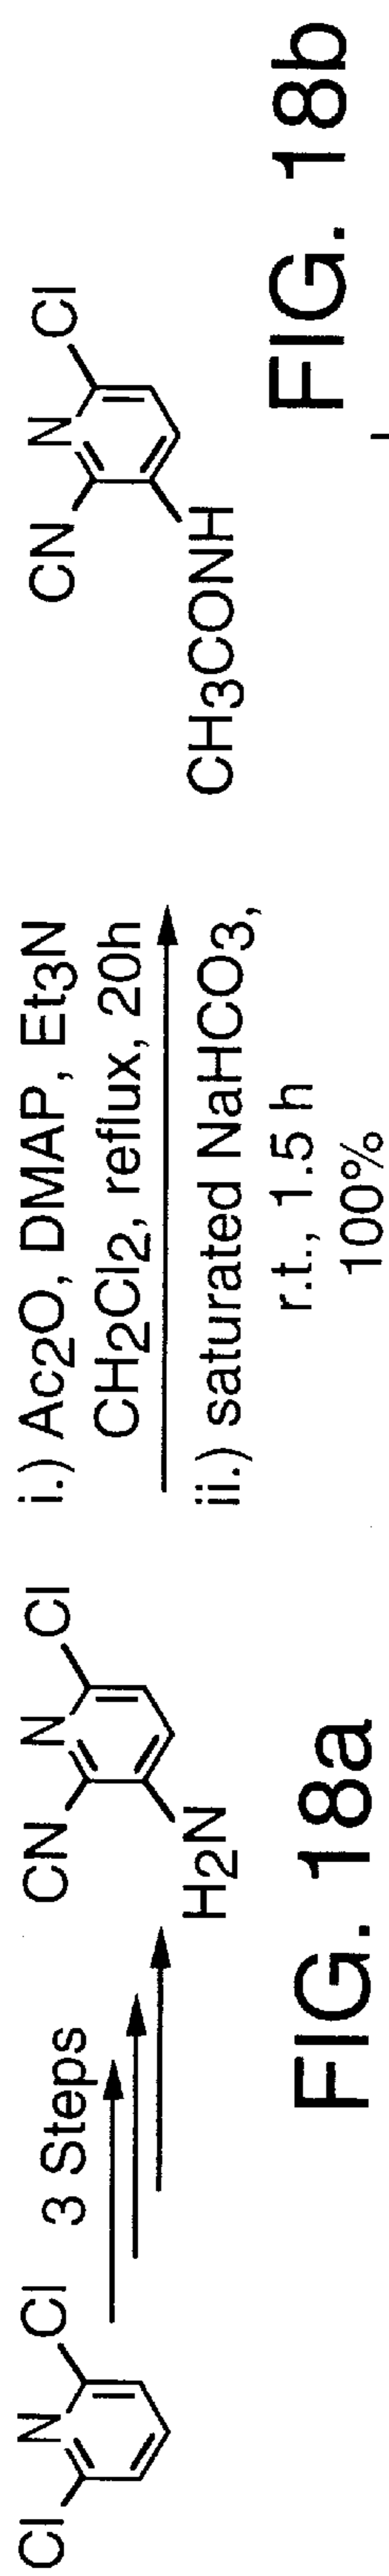 Cl
N
Cl
3 Steps
CN
N
Cl
H2N
FIG. 18a
i.) Ac2O, DMAP, Et3N
CH2Cl2, reflux, 20h
ii.) saturated NaHCO3,
r.t., 1.5 h
100%
CN
N
Cl
CH3CONH
FIG. 18b